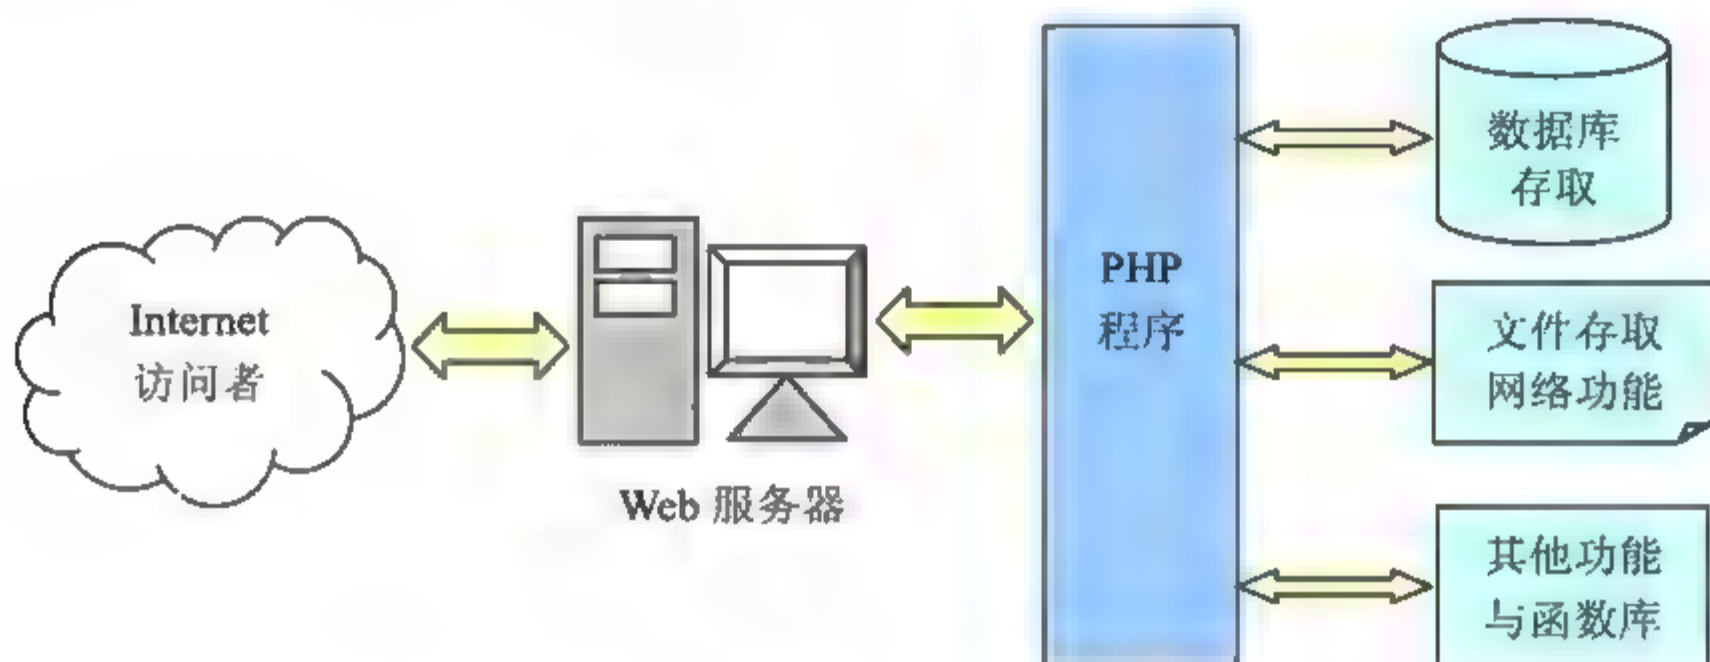 Internet
访问者
Web 服务器
PHP
程序
数据库
存取
文件存取
网络功能
其他功能
与函数库